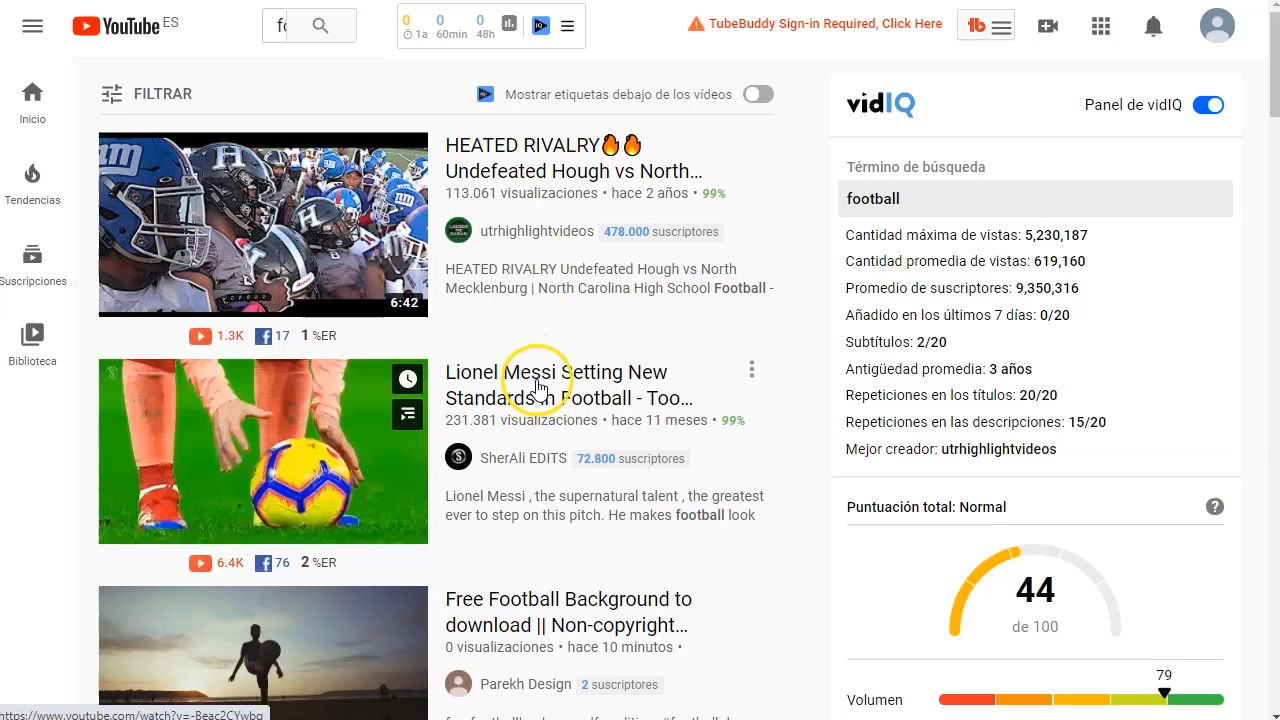 YouTube ES
fo
0 0 0
1a 60min 48h
TubeBuddy Sign-in Required, Click Here
tb
Inicio
Tendencias
Suscripciones
Biblioteca
FILTRAR
Mostrar etiquetas debajo de los vídeos
HEATED RIVALRY🔥🔥
Undefeated Hough vs North...
113.061 visualizaciones • hace 2 años • 99%
utrhighlightvideos 478.000 suscriptores
HEATED RIVALRY Undefeated Hough vs North
Mecklenburg | North Carolina High School Football -
6:42
1.3K 17 1 %ER
Lionel Messi Setting New
Standards in Football - Too...
231.381 visualizaciones • hace 11 meses • 99%
SherAli EDITS 72.800 suscriptores
Lionel Messi , the supernatural talent , the greatest
ever to step on this pitch. He makes football look
6.4K 76 2 %ER
Free Football Background to
download || Non-copyright...
0 visualizaciones • hace 10 minutos •
Parekh Design 2 suscriptores
https://www.youtube.com/watch?v=-Beac2CYwbg
vidIQ
Panel de vidIQ
Término de búsqueda
football
Cantidad máxima de vistas: 5,230,187
Cantidad promedia de vistas: 619,160
Promedio de suscriptores: 9,350,316
Añadido en los últimos 7 días: 0/20
Subtítulos: 2/20
Antigüedad promedia: 3 años
Repeticiones en los títulos: 20/20
Repeticiones en las descripciones: 15/20
Mejor creador: utrhighlightvideos
Puntuación total: Normal ?
44
de 100
79
Volumen